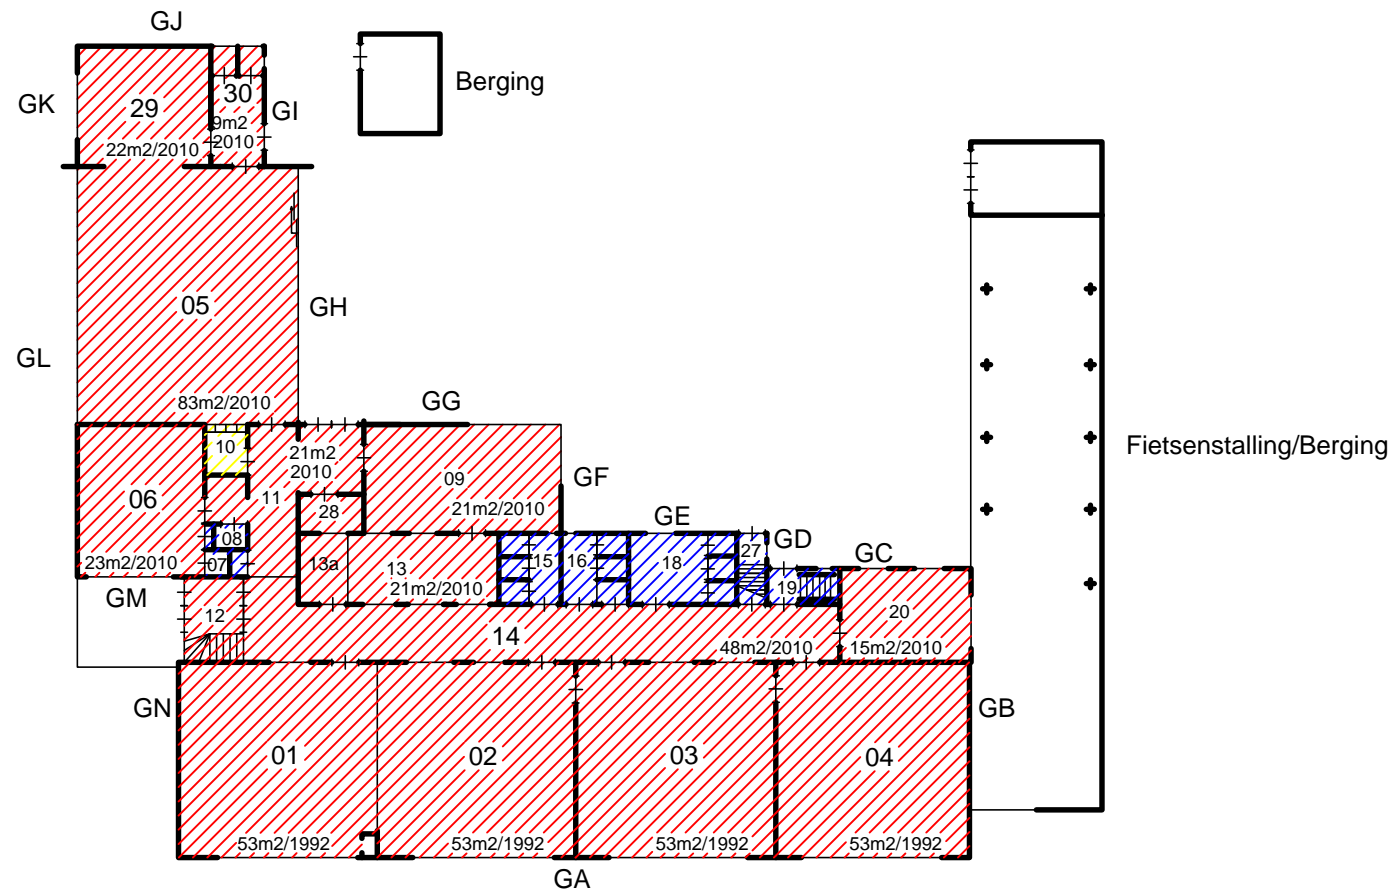 GJ
Berging
GK
29
30
GI
9m2
2010
22m2/2010
05
GH
GL
83m2/2010
GG
Fietsenstalling/Berging
10
21m2
2010
09
06
11
28
21m2/2010
GF
GE
08
GD
GC
23m2/2010
07
13a
13
21m2/2010
15
16
18
27
19
GM
12
14
48m2/2010
20
15m2/2010
GN
GB
01
02
03
04
53m2/1992
53m2/1992
53m2/1992
53m2/1992
GA